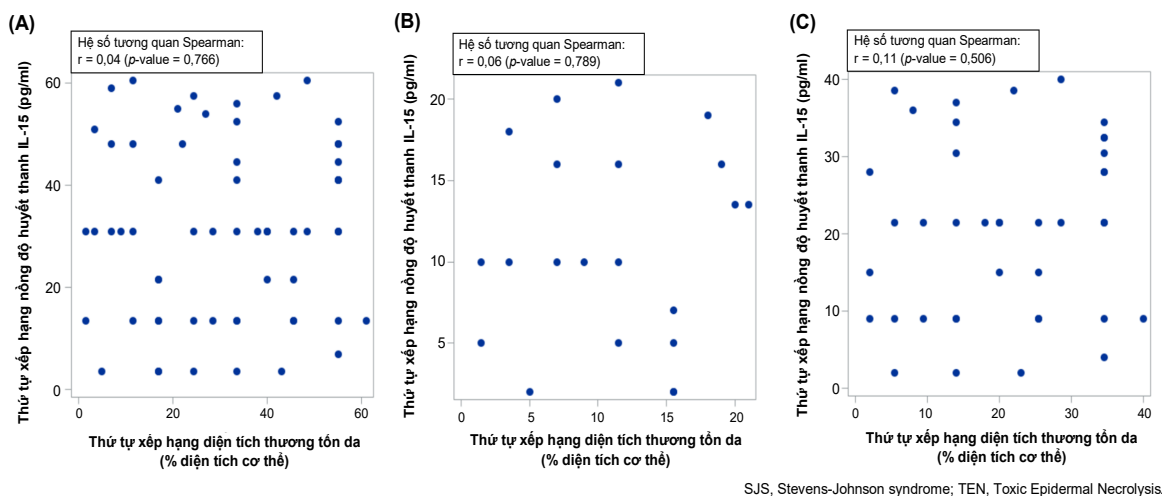 (A)
Hệ số tương quan Spearman:
r = 0,04 (p-value = 0,766)
Thứ tự xếp hạng nồng độ huyết thanh IL-15 (pg/ml)
60
40
20
0
0 20 40 60
Thứ tự xếp hạng diện tích thương tổn da
(% diện tích cơ thể)
(B)
Hệ số tương quan Spearman:
r = 0,06 (p-value = 0,789)
Thứ tự xếp hạng nồng độ huyết thanh IL-15 (pg/ml)
20
15
10
5
0 5 10 15 20
Thứ tự xếp hạng diện tích thương tổn da
(% diện tích cơ thể)
(C)
Hệ số tương quan Spearman:
r = 0,11 (p-value = 0,506)
Thứ tự xếp hạng nồng độ huyết thanh IL-15 (pg/ml)
40
30
20
10
0
0 10 20 30 40
Thứ tự xếp hạng diện tích thương tổn da
(% diện tích cơ thể)
SJS, Stevens-Johnson syndrome; TEN, Toxic Epidermal Necrolysis.